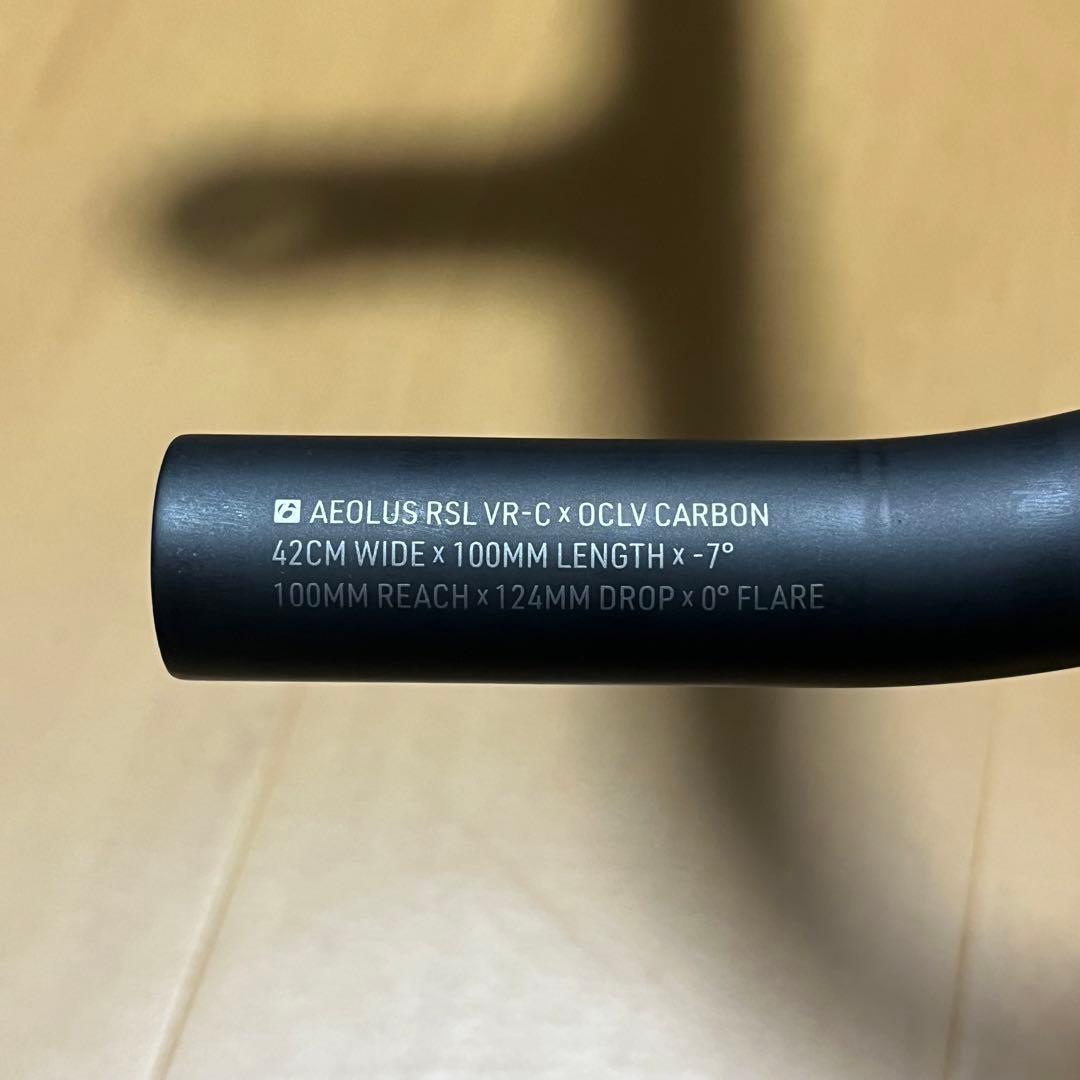 AEOLUS RSL VR-C x OCLV CARBON
42CM WIDE x 100MM LENGTH x -7°
100MM REACH x 124MM DROP x 0° FLARE